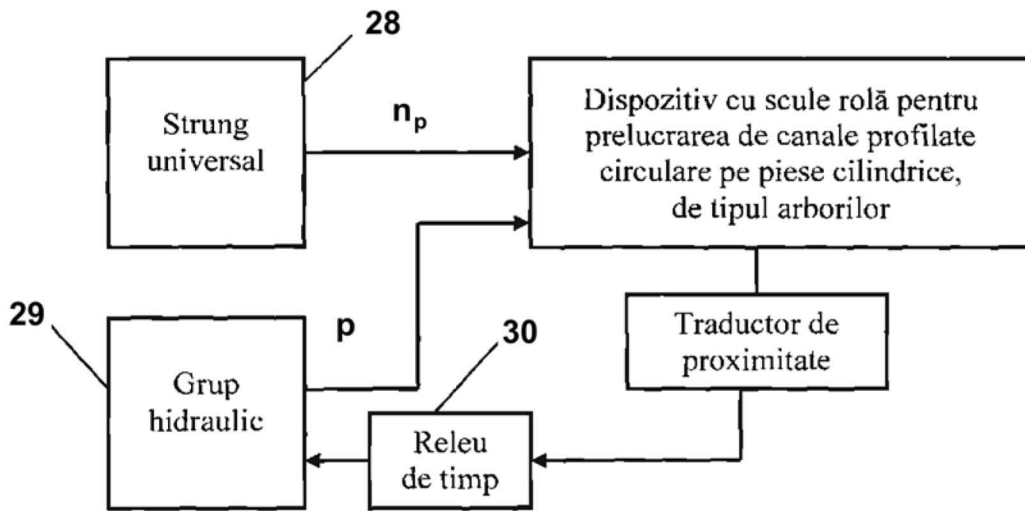 28
Strung
universal
n_p
Dispozitiv cu scule rolă pentru
prelucrarea de canale profilate
circulare pe piese cilindrice,
de tipul arborilor
29
Grup
hidraulic
p
30
Releu
de timp
Traductor de
proximitate